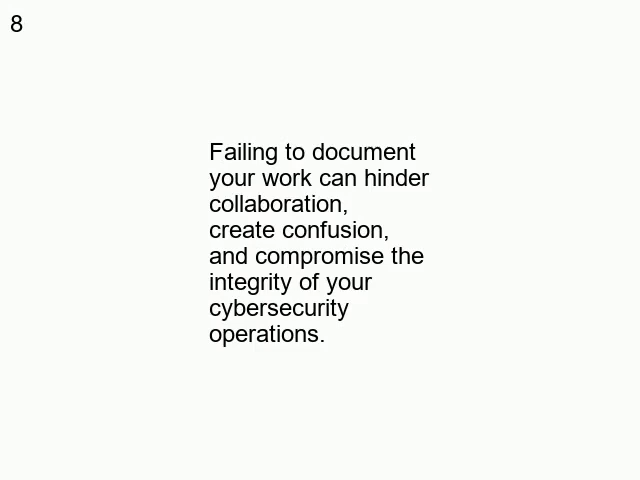 8
Failing to document
your work can hinder
collaboration,
create confusion,
and compromise the
integrity of your
cybersecurity
operations.